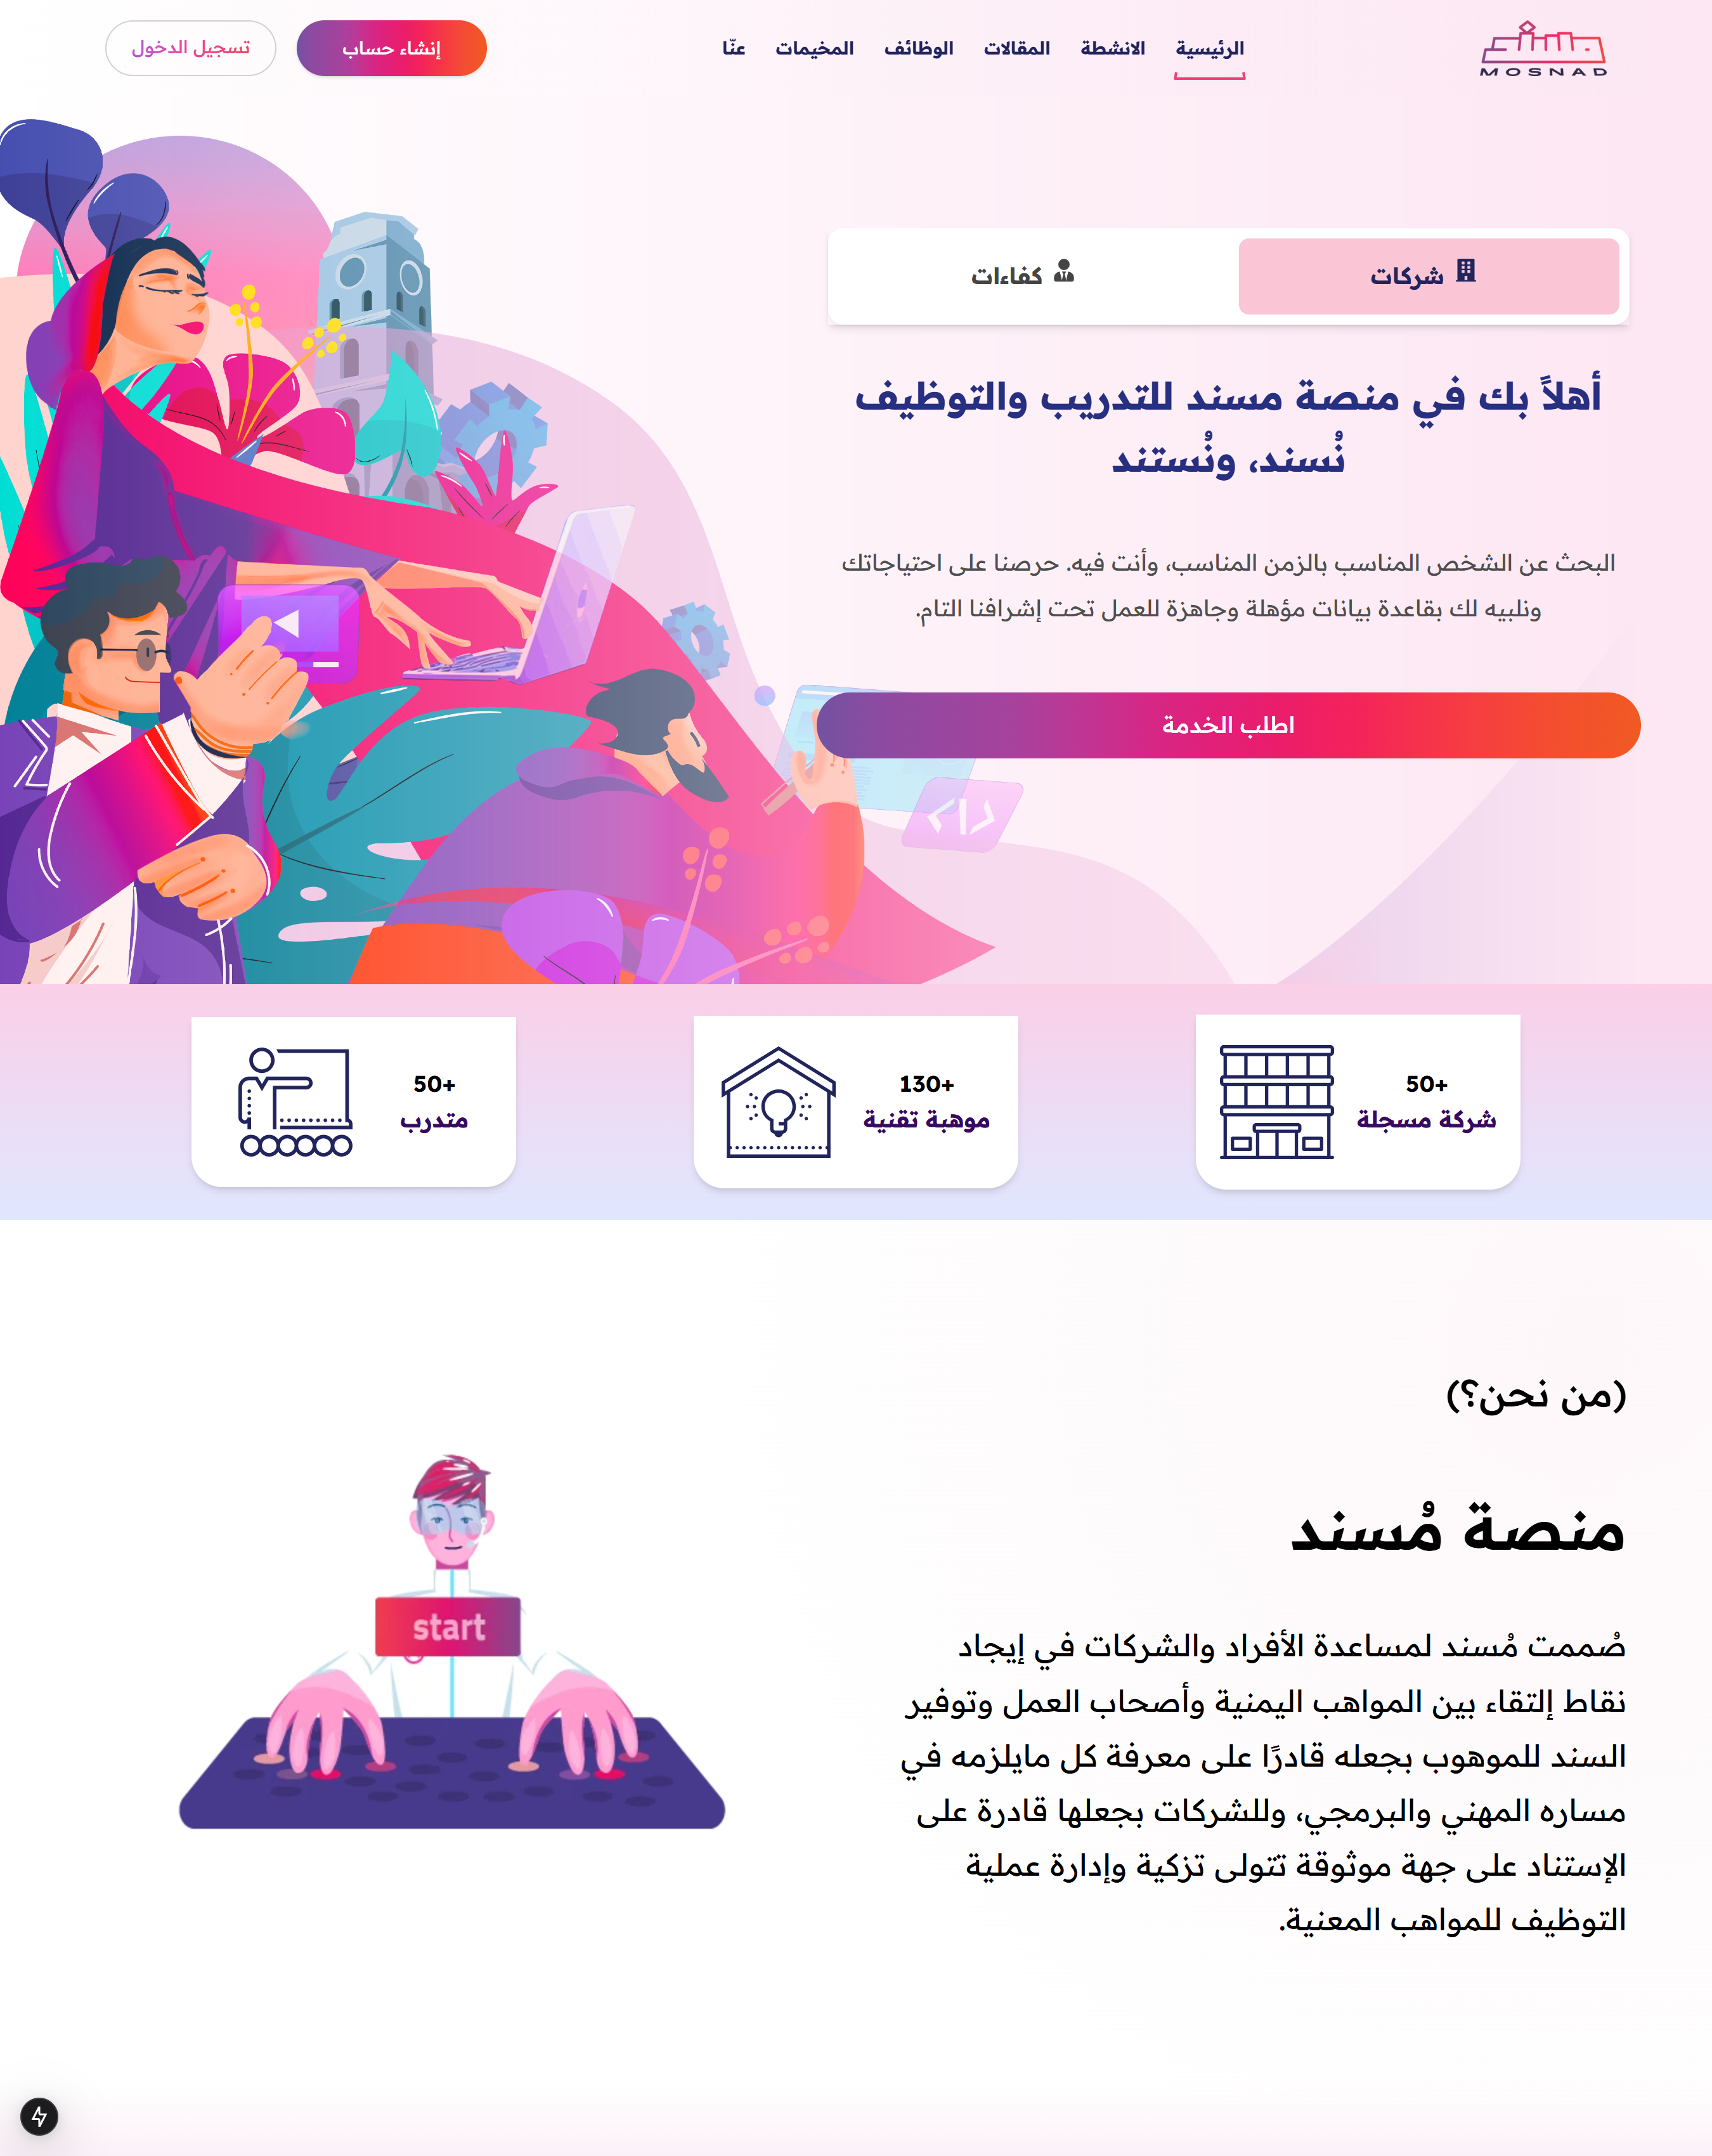 MOSNAD
الرئيسية
الانشطة
المقالات
الوظائف
المخيمات
عنّا
إنشاء حساب
تسجيل الدخول
شركات
كفاءات
أهلاً بك في منصة مسند للتدريب والتوظيف
نُسند، ونُستند
البحث عن الشخص المناسب بالزمن المناسب، وأنت فيه. حرصنا على احتياجاتك
ونلبيه لك بقاعدة بيانات مؤهلة وجاهزة للعمل تحت إشرافنا التام.
اطلب الخدمة
50+
شركة مسجلة
130+
موهبة تقنية
50+
متدرب
(من نحن؟)
منصة مُسند
صُممت مُسند لمساعدة الأفراد والشركات في إيجاد
نقاط إلتقاء بين المواهب اليمنية وأصحاب العمل وتوفير
السند للموهوب بجعله قادرًا على معرفة كل مايلزمه في
مساره المهني والبرمجي، وللشركات بجعلها قادرة على
الإستناد على جهة موثوقة تتولى تزكية وإدارة عملية
التوظيف للمواهب المعنية.
start